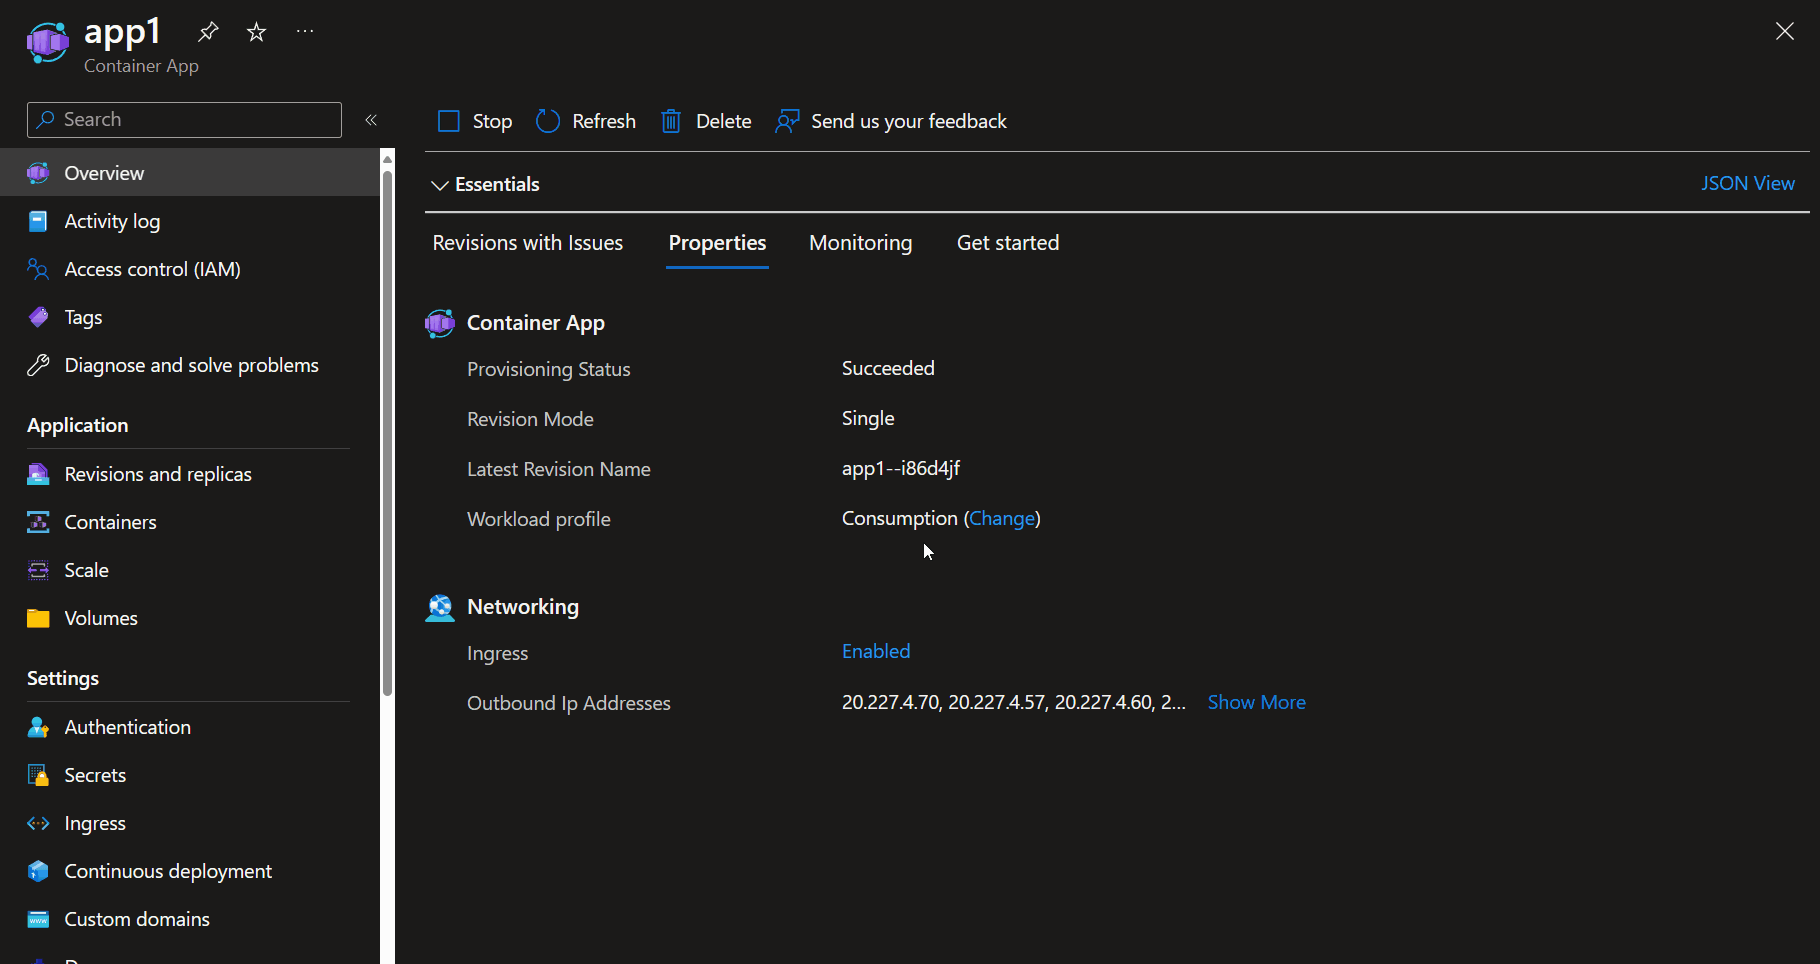 app1
Container App
Search
Overview
Activity log
Access control (IAM)
Tags
Diagnose and solve problems
Application
Revisions and replicas
Containers
Scale
Volumes
Settings
Authentication
Secrets
Ingress
Continuous deployment
Custom domains
Stop Refresh Delete Send us your feedback
Essentials JSON View
Revisions with Issues Properties Monitoring Get started
Container App
Provisioning Status Succeeded
Revision Mode Single
Latest Revision Name app1--i86d4jf
Workload profile Consumption (Change)
Networking
Ingress Enabled
Outbound Ip Addresses 20.227.4.70, 20.227.4.57, 20.227.4.60, 2... Show More